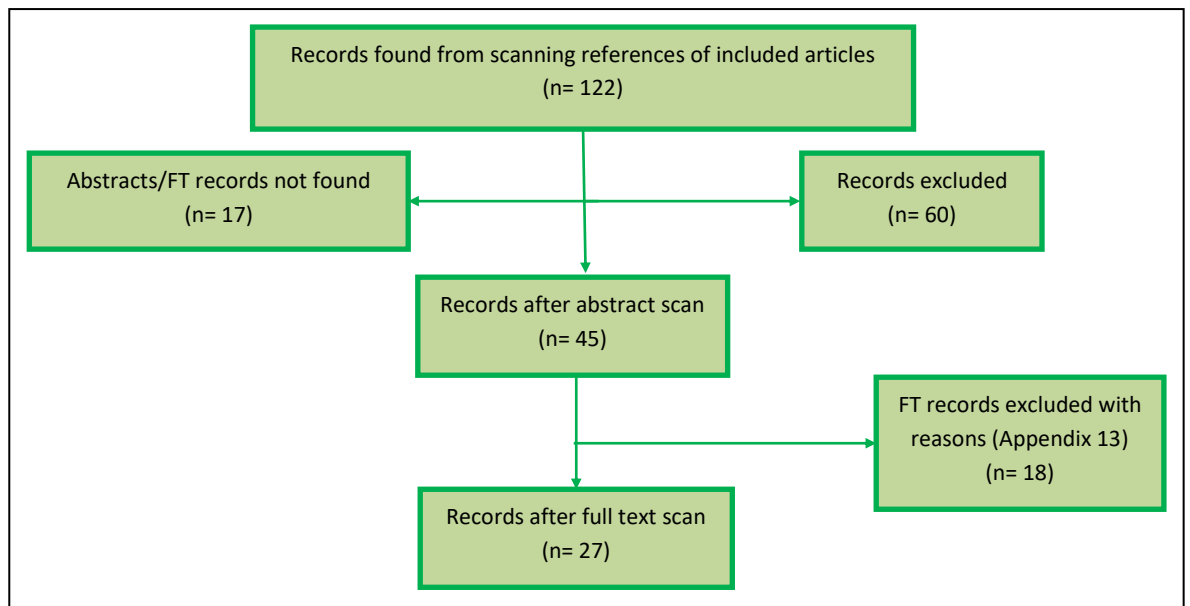 Records found from scanning references of included articles
(n= 122)
Abstracts/FT records not found
(n= 17)
Records excluded
(n= 60)
Records after abstract scan
(n= 45)
FT records excluded with
reasons (Appendix 13)
(n= 18)
Records after full text scan
(n= 27)